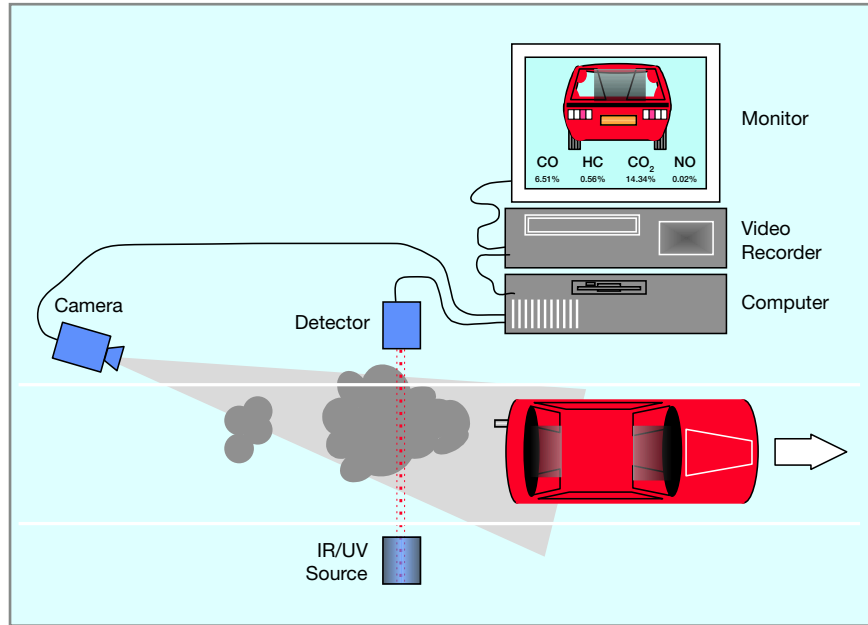 CO HC CO₂ NO
6.51% 0.56% 14.34% 0.02%
Monitor
Video
Recorder
Computer
Camera
Detector
IR/UV
Source